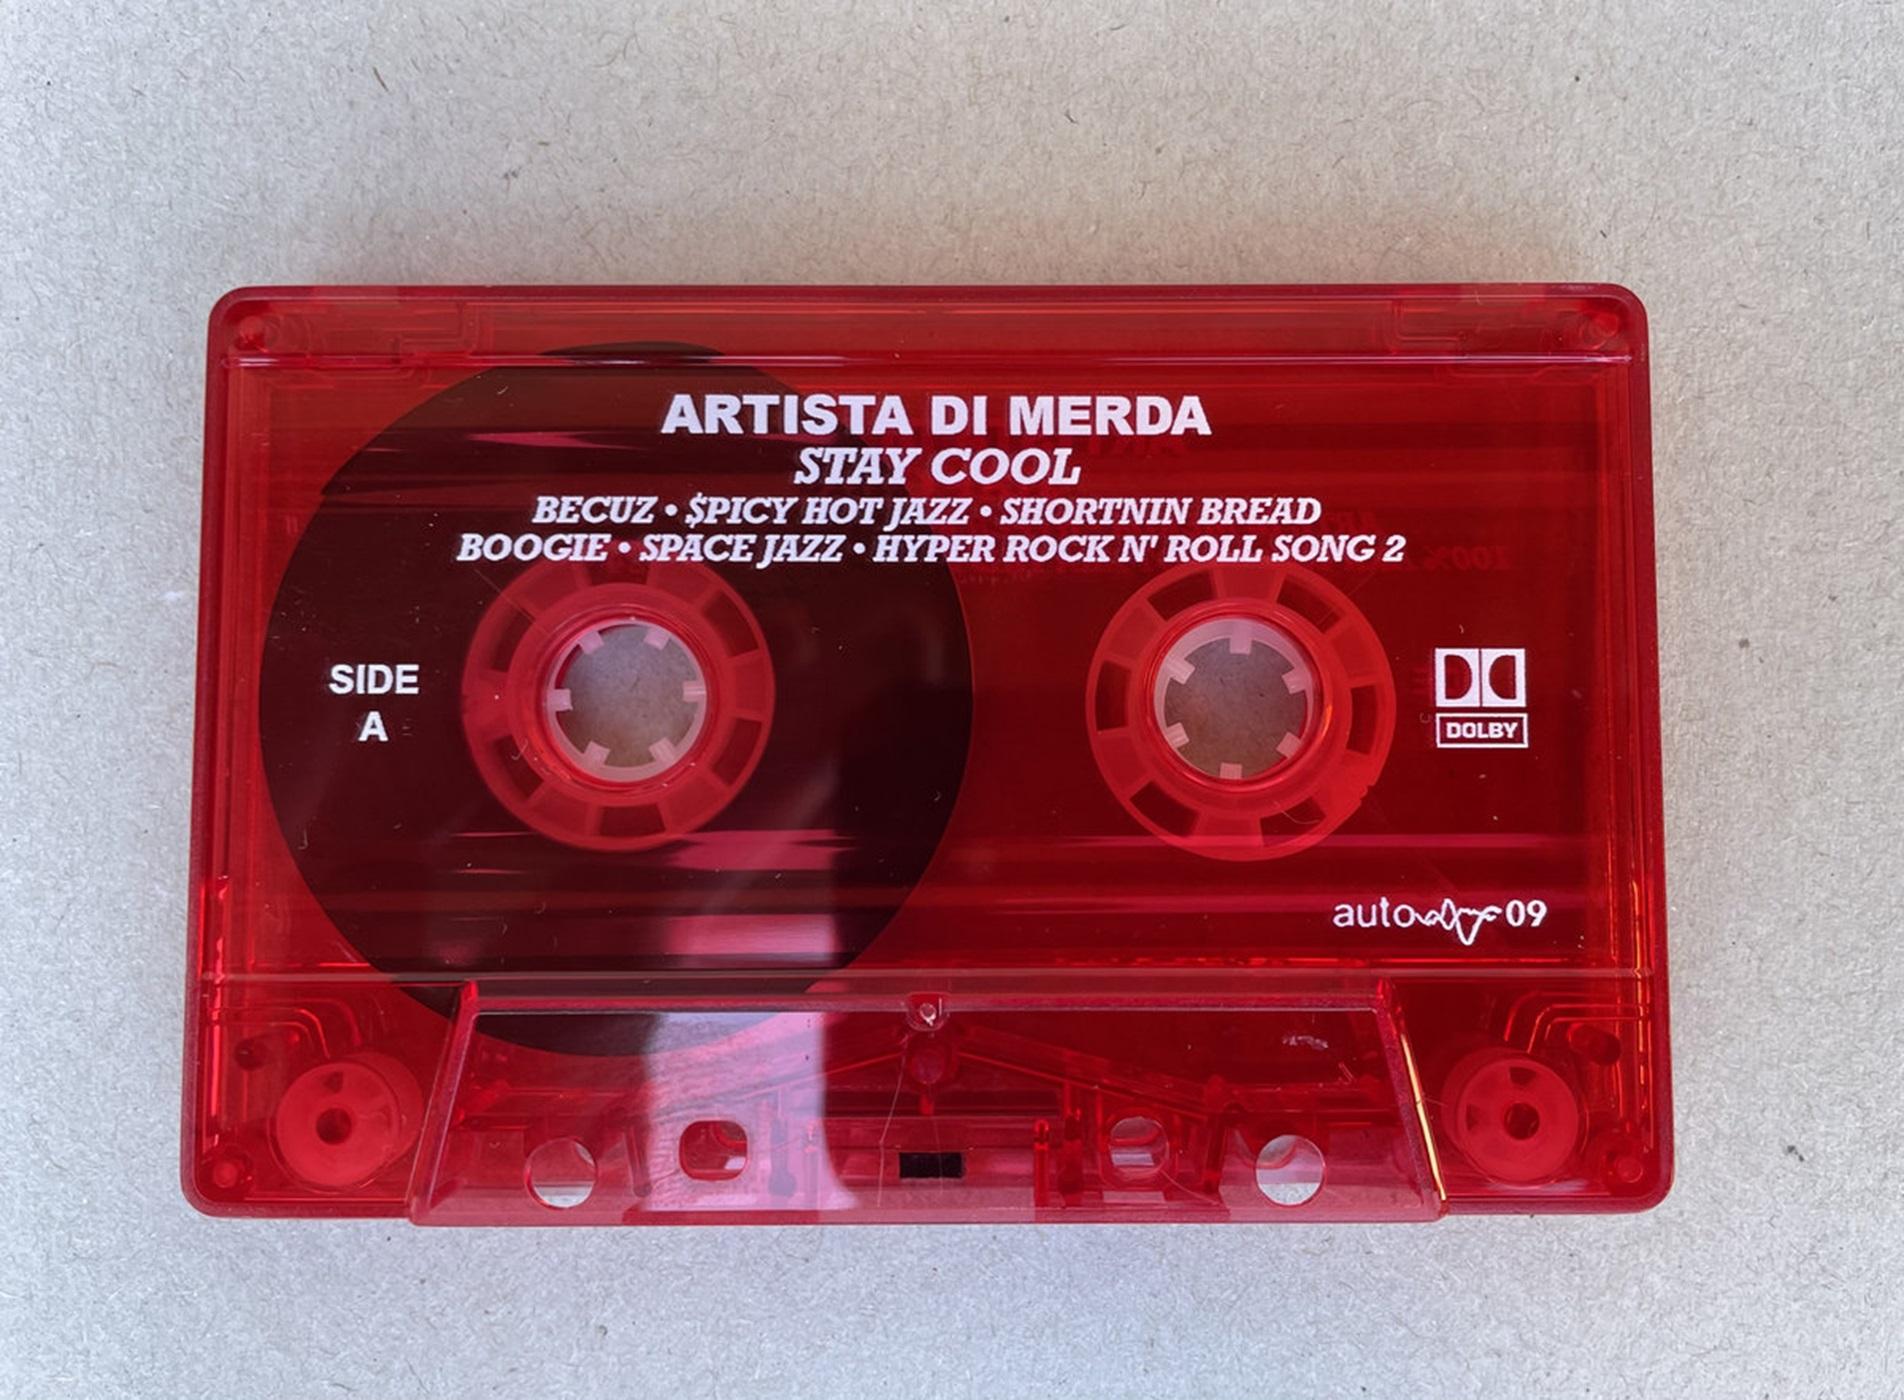 ARTISTA DI MERDA
STAY COOL
BECUZ • $PICY HOT JAZZ • SHORTNIN BREAD
BOOGIE • SPACE JAZZ • HYPER ROCK N' ROLL SONG 2
SIDE
A
DOLBY
auto 09